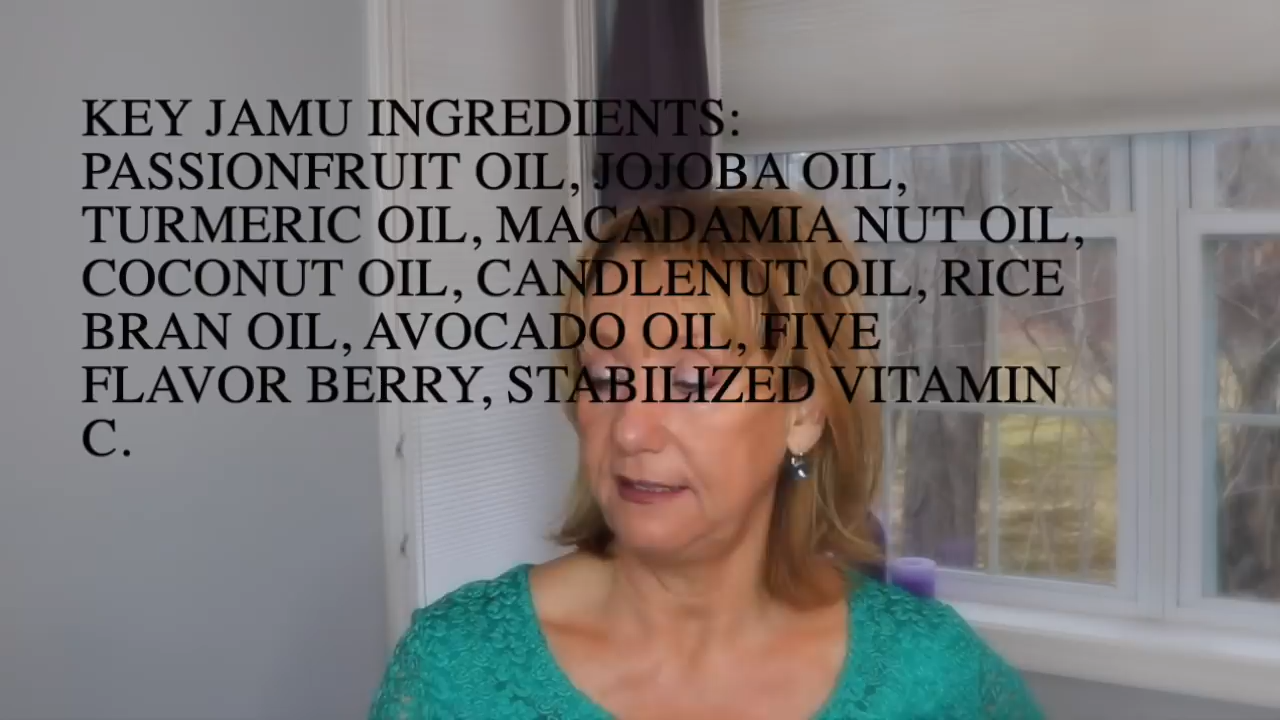 KEY JAMU INGREDIENTS:
PASSIONFRUIT OIL, JOJOBA OIL,
TURMERIC OIL, MACADAMIA NUT OIL,
COCONUT OIL, CANDLENUT OIL, RICE
BRAN OIL, AVOCADO OIL, FIVE
FLAVOR BERRY, STABILIZED VITAMIN
C.